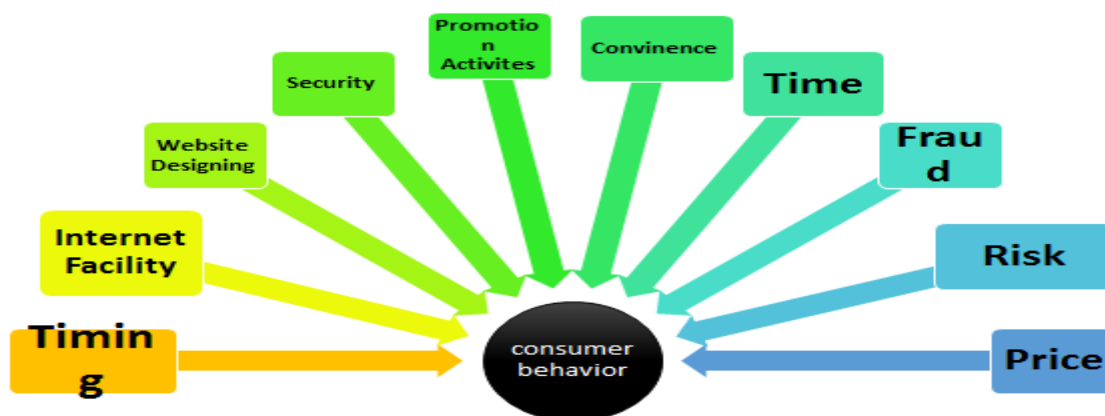 Promotio
n
Activites
Convinence
Security
Time
Website
Designing
Frau
d
Internet
Facility
Risk
Timin
g
consumer
behavior
Price